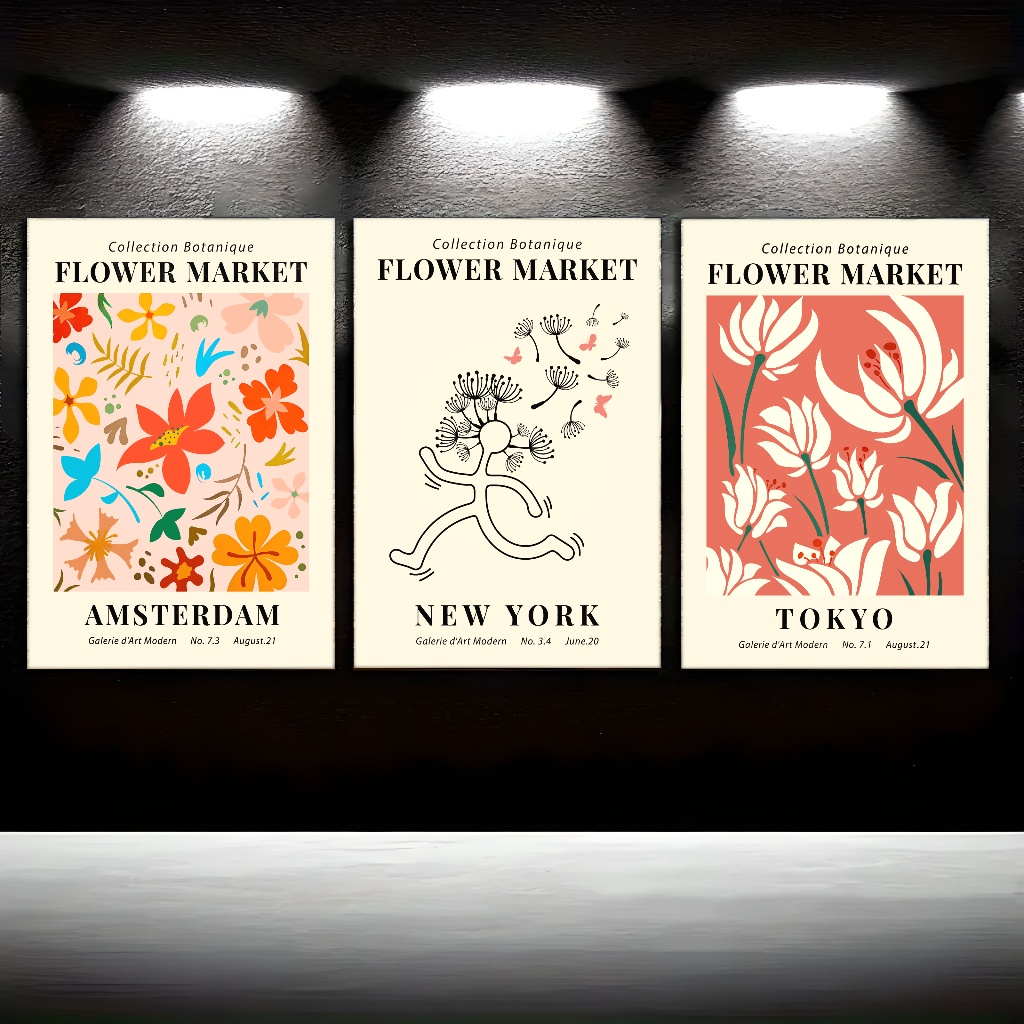 Collection Botanique
FLOWER MARKET
AMSTERDAM
Galerie d'Art Modern No. 7.3 August.21
Collection Botanique
FLOWER MARKET
NEW YORK
Galerie d'Art Modern No. 3.4 June.20
Collection Botanique
FLOWER MARKET
TOKYO
Galerie d'Art Modern No. 7.1 August.21